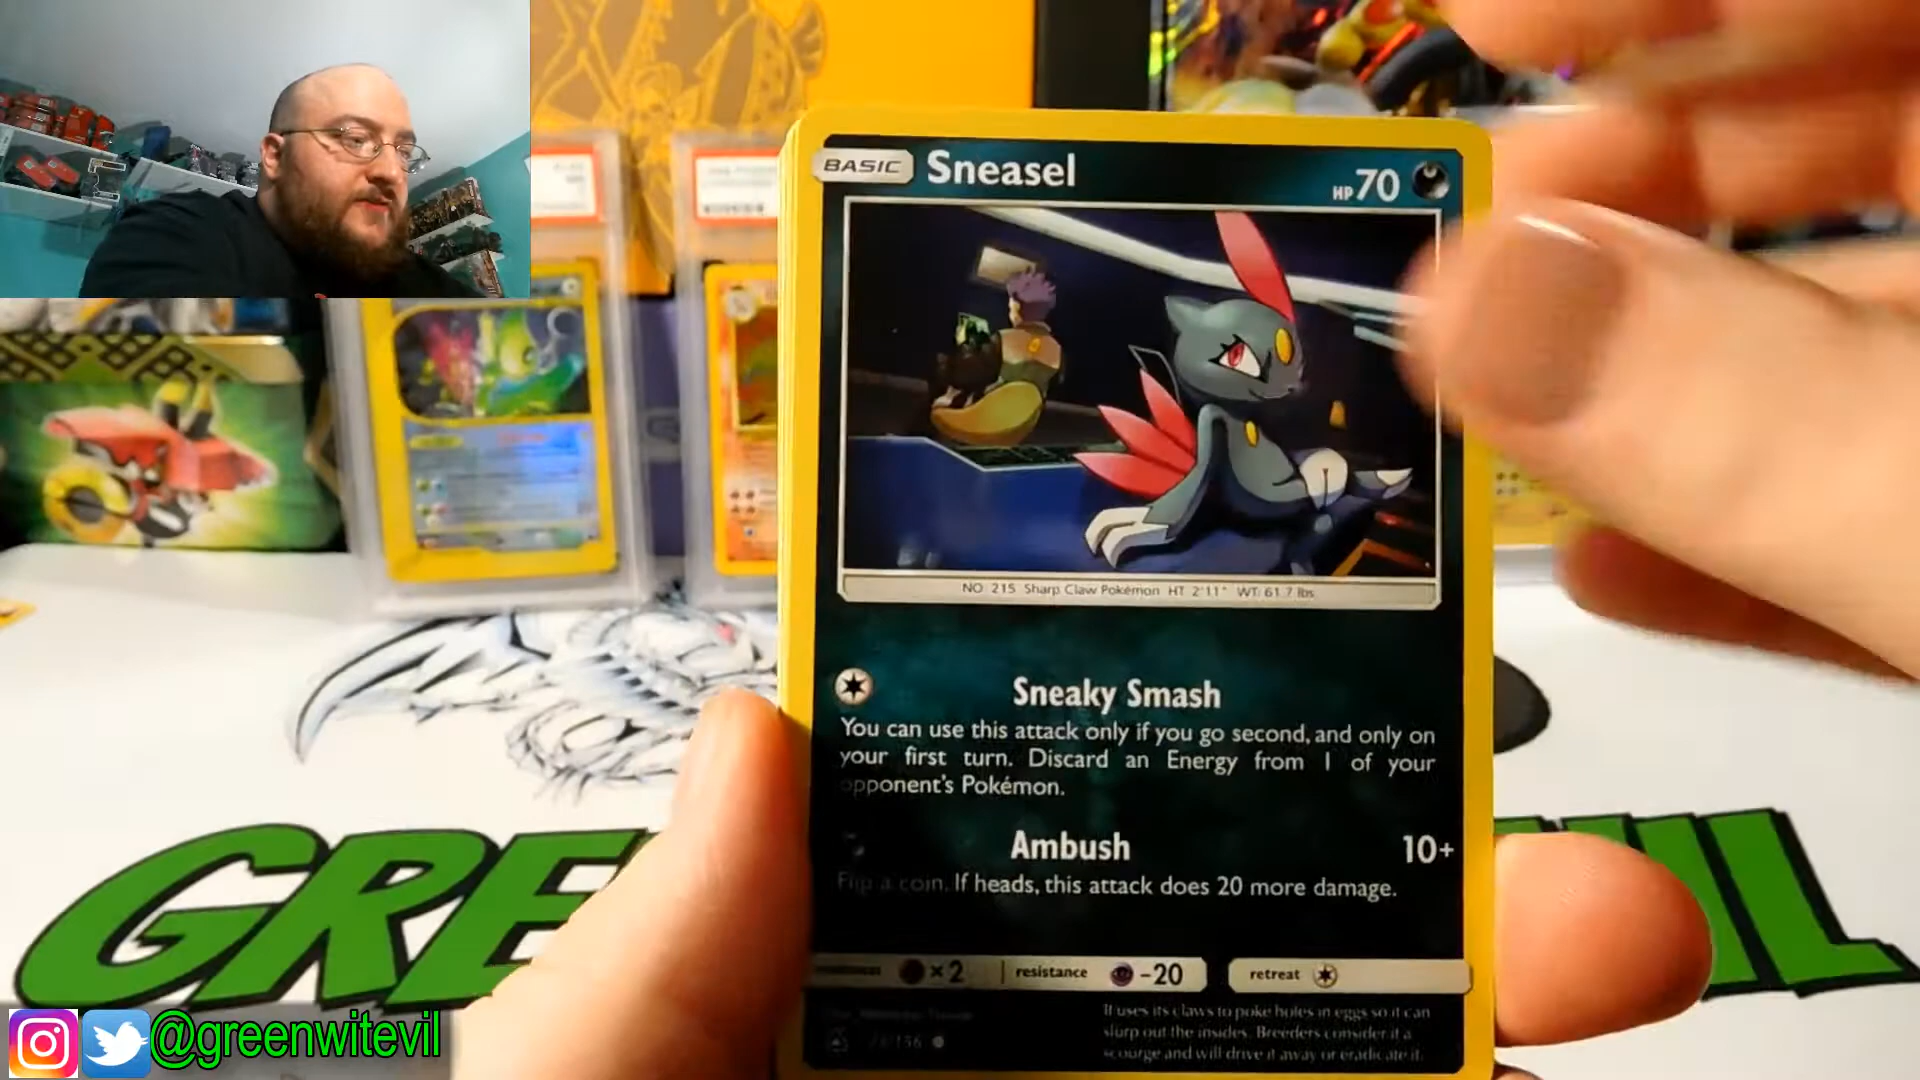 BASIC Sneasel HP 70
NO. 215 Sharp Claw Pokémon HT: 2'11" WT: 61.7 lbs
Sneaky Smash
You can use this attack only if you go second, and only on
your first turn. Discard an Energy from 1 of your
opponent's Pokémon.
Ambush 10+
Flip a coin. If heads, this attack does 20 more damage.
×2 resistance -20 retreat
It uses its claws to poke holes in eggs so it can
slurp out the insides. Breeders consider it a
scourge and will drive it away or eradicate it.
/156
@greenwitevil